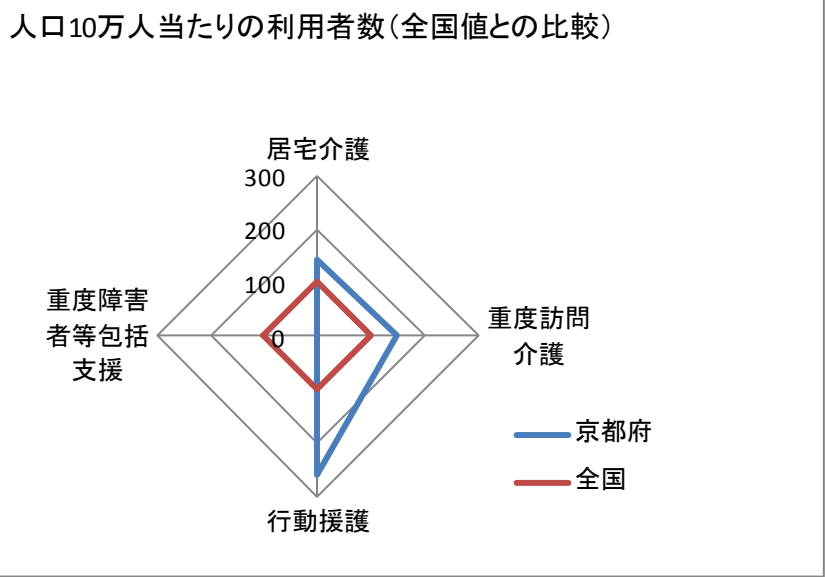 人口10万人当たりの利用者数(全国値との比較)
居宅介護
300
200
100
0
重度障害
者等包括
支援
重度訪問
介護
京都府
全国
行動援護